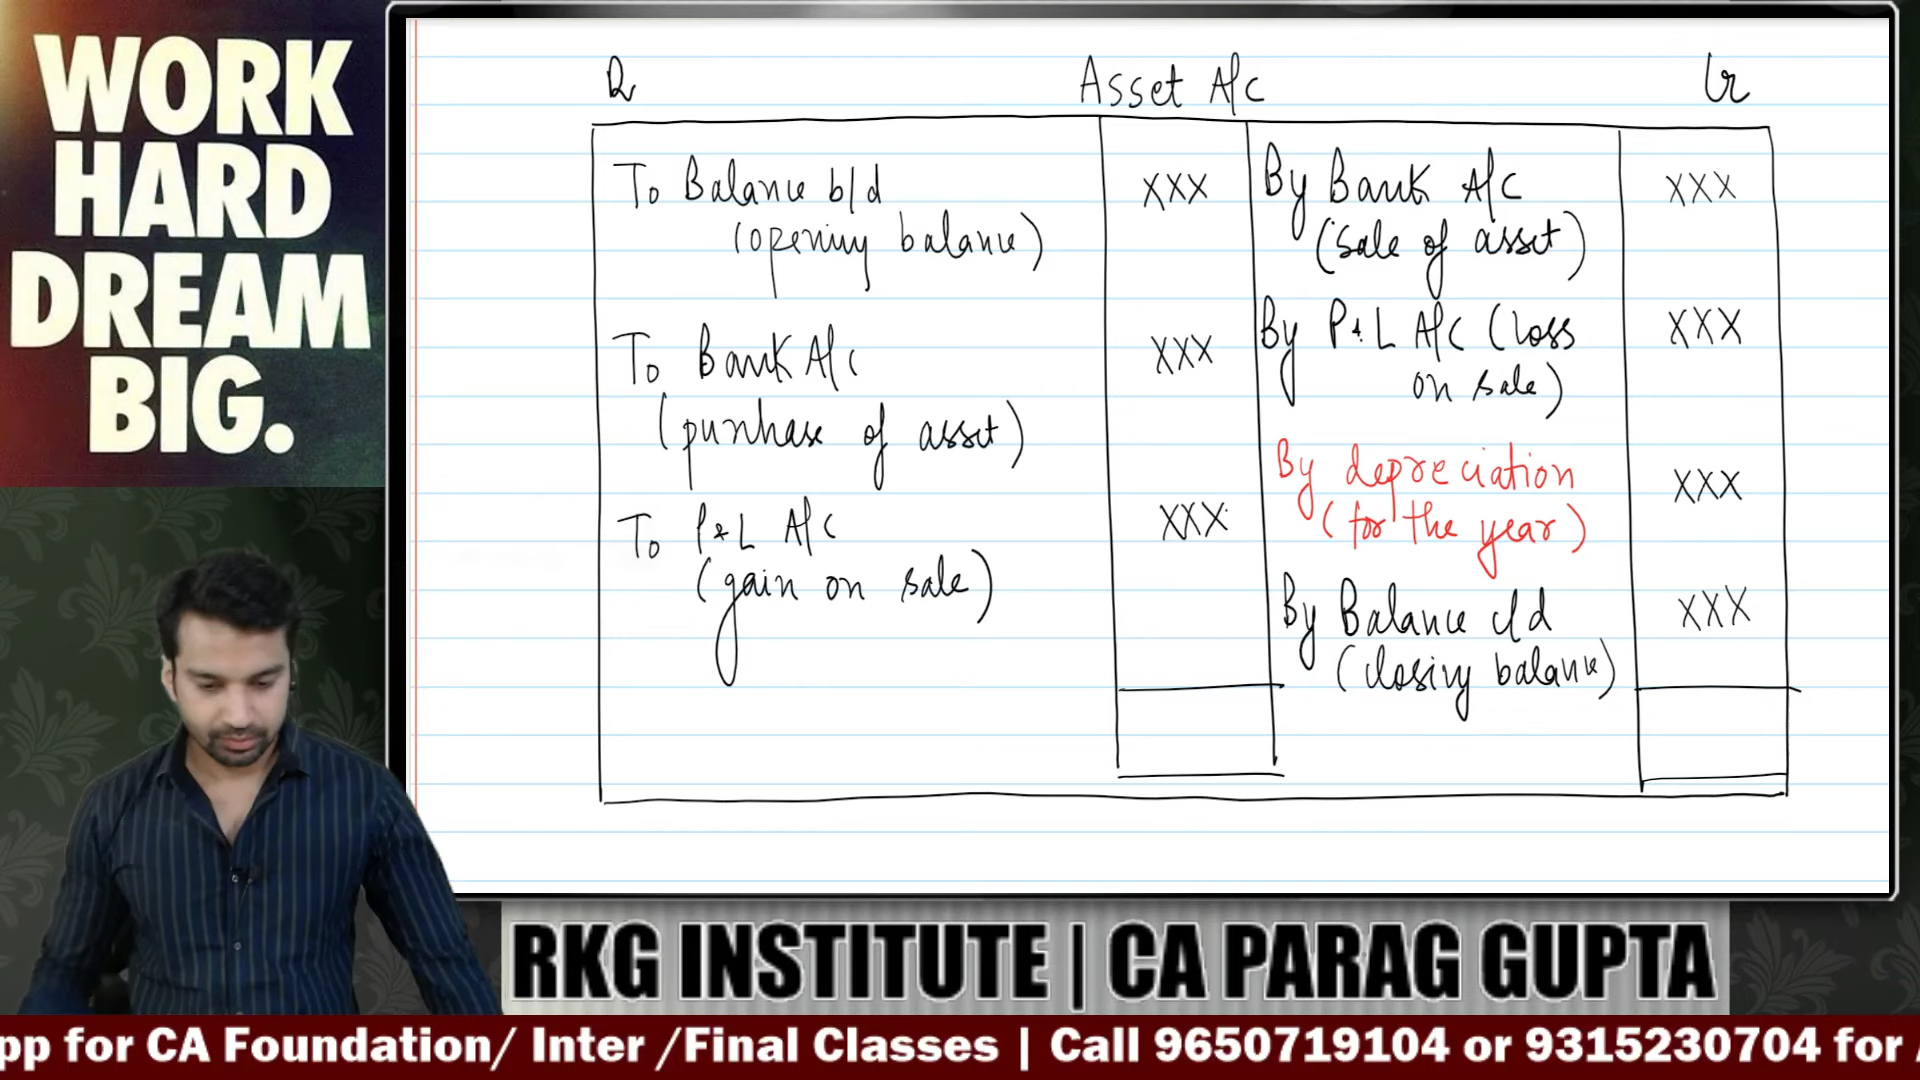 WORK
HARD
DREAM
BIG.
Dr Asset A/c Cr
To Balance b/d XXX By Bank A/C XXX
(opening balance) (sale of asset)
To Bank A/c XXX By P&L A/C (loss XXX
(purchase of asset) on sale)
By depreciation XXX
(for the year)
To P&L A/C XXX
(gain on sale)
By Balance c/d XXX
(closing balance)
RKG INSTITUTE | CA PARAG GUPTA
pp for CA Foundation/ Inter /Final Classes | Call 9650719104 or 9315230704 for A